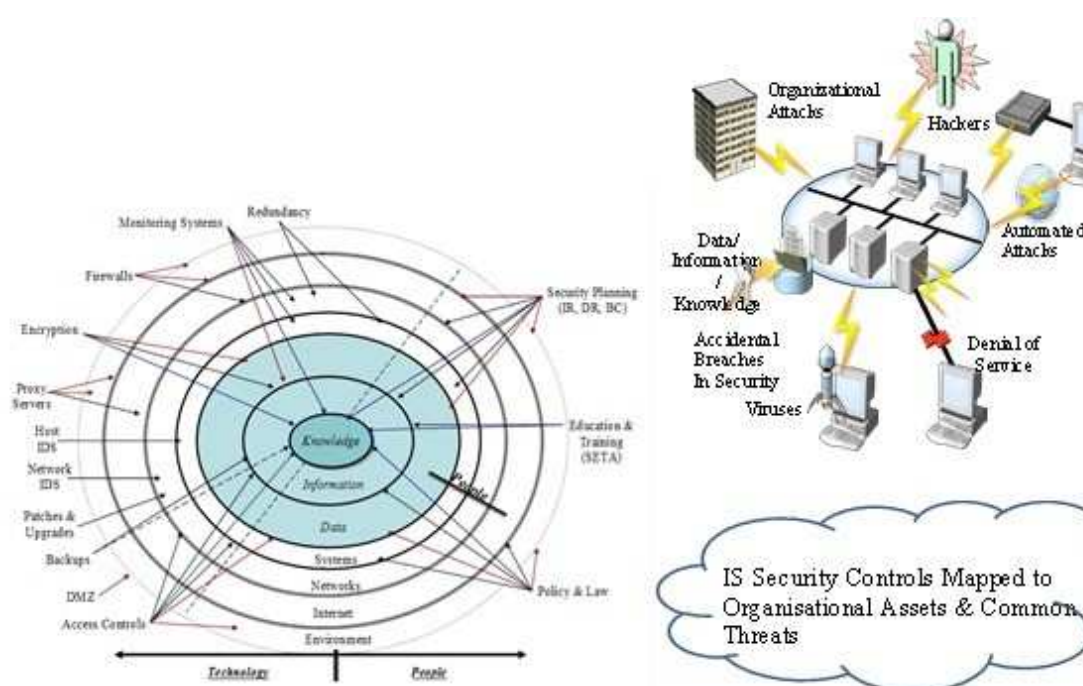 Redundancy
Monitoring Systems
Firewalls
Encryption
Proxy
Servers
Host
IDS
Network
IDS
Patches &
Upgrades
Backups
DMZ
Access Controls
Security Planning
(IR, DR, BC)
Education &
Training
(SETA)
Policy & Law
Knowledge
Information
Data
People
Systems
Networks
Internet
Environment
Technology
People
Organizational
Attacks
Hackers
Automated
Attacks
Data/
Information
/
Knowledge
Accidental
Breaches
In Security
Viruses
Denial of
Service
IS Security Controls Mapped to
Organisational Assets & Common
Threats